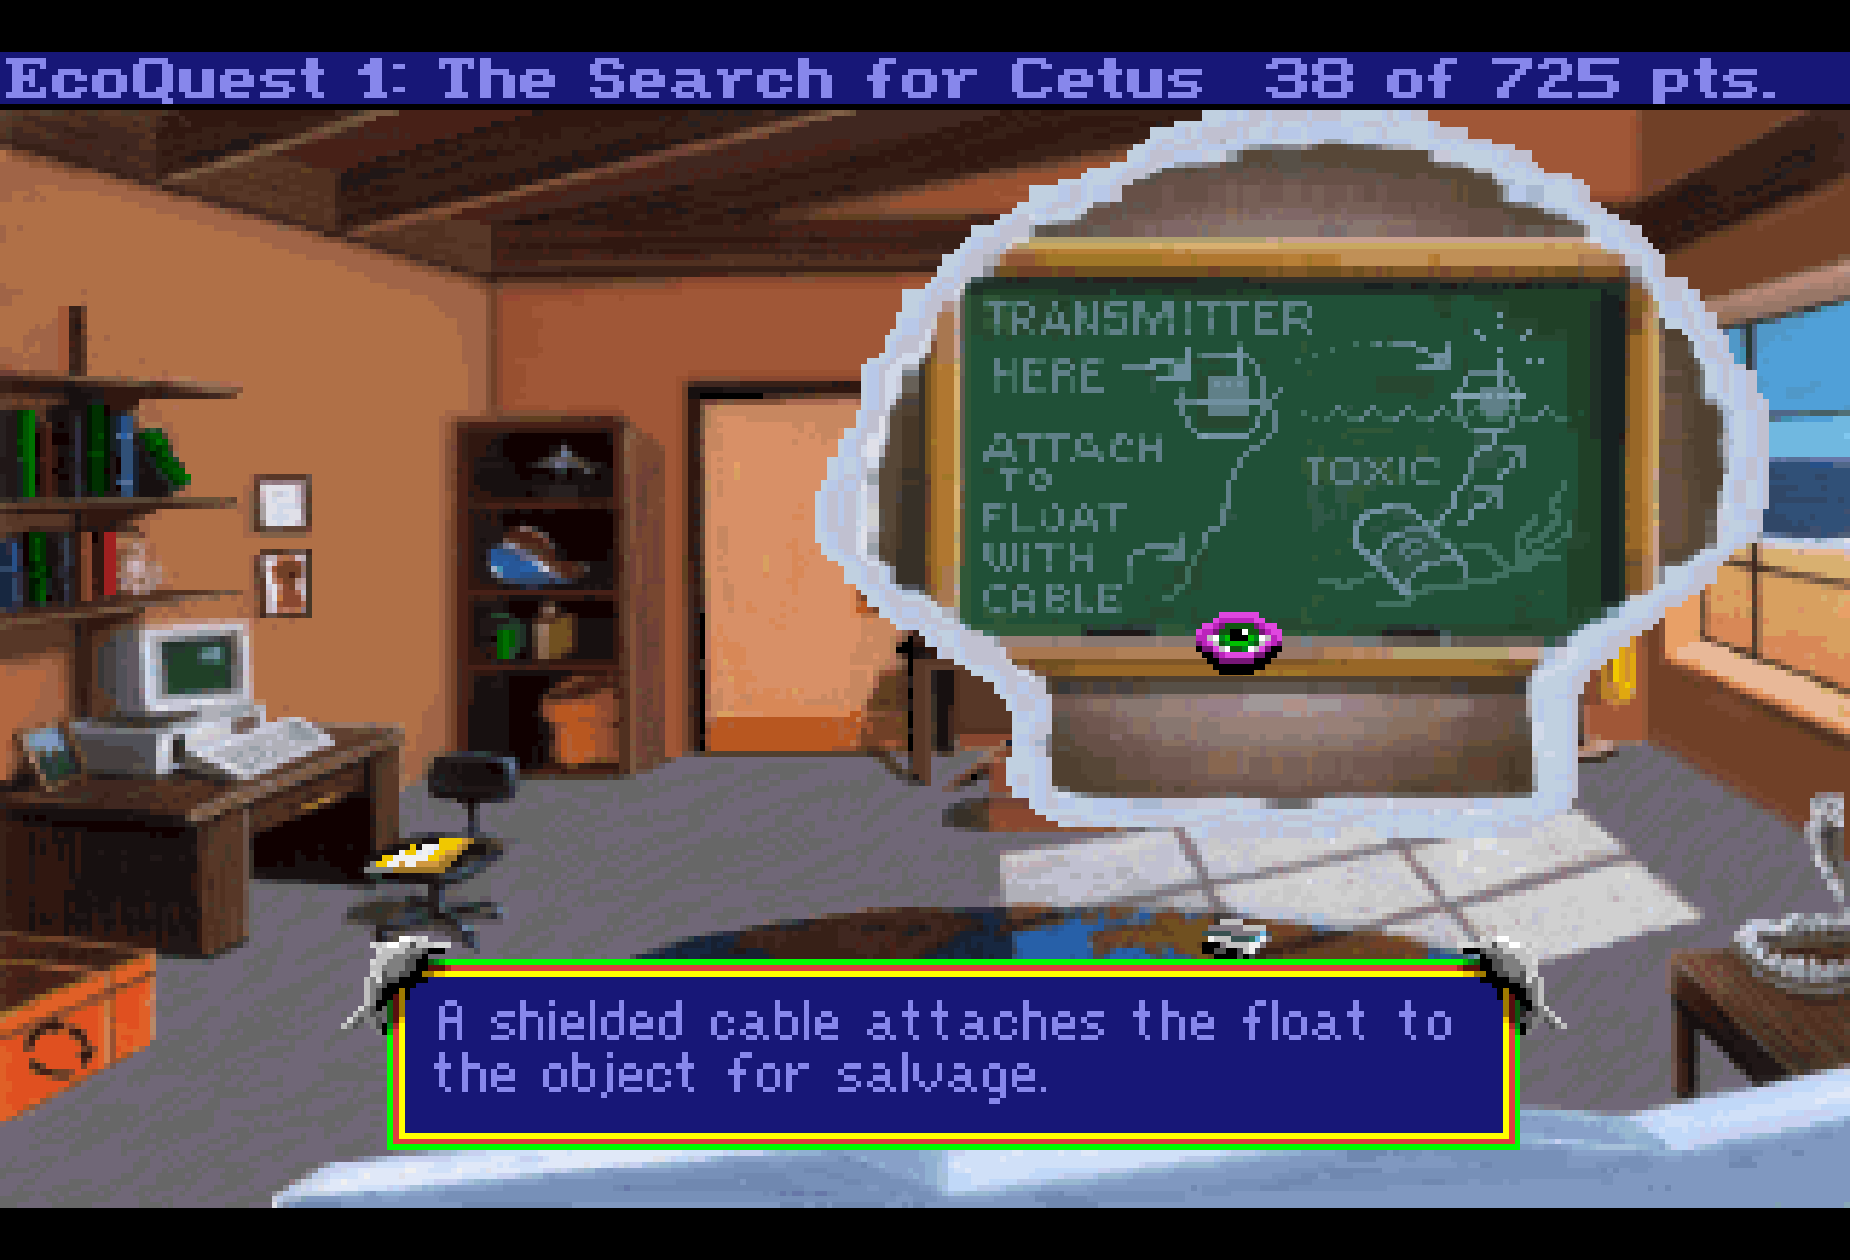 EcoQuest 1: The Search for Cetus 38 of 725 pts.
TRANSMITTER
HERE
ATTACH
TO
FLOAT
WITH
CABLE
TOXIC
A shielded cable attaches the float to
the object for salvage.